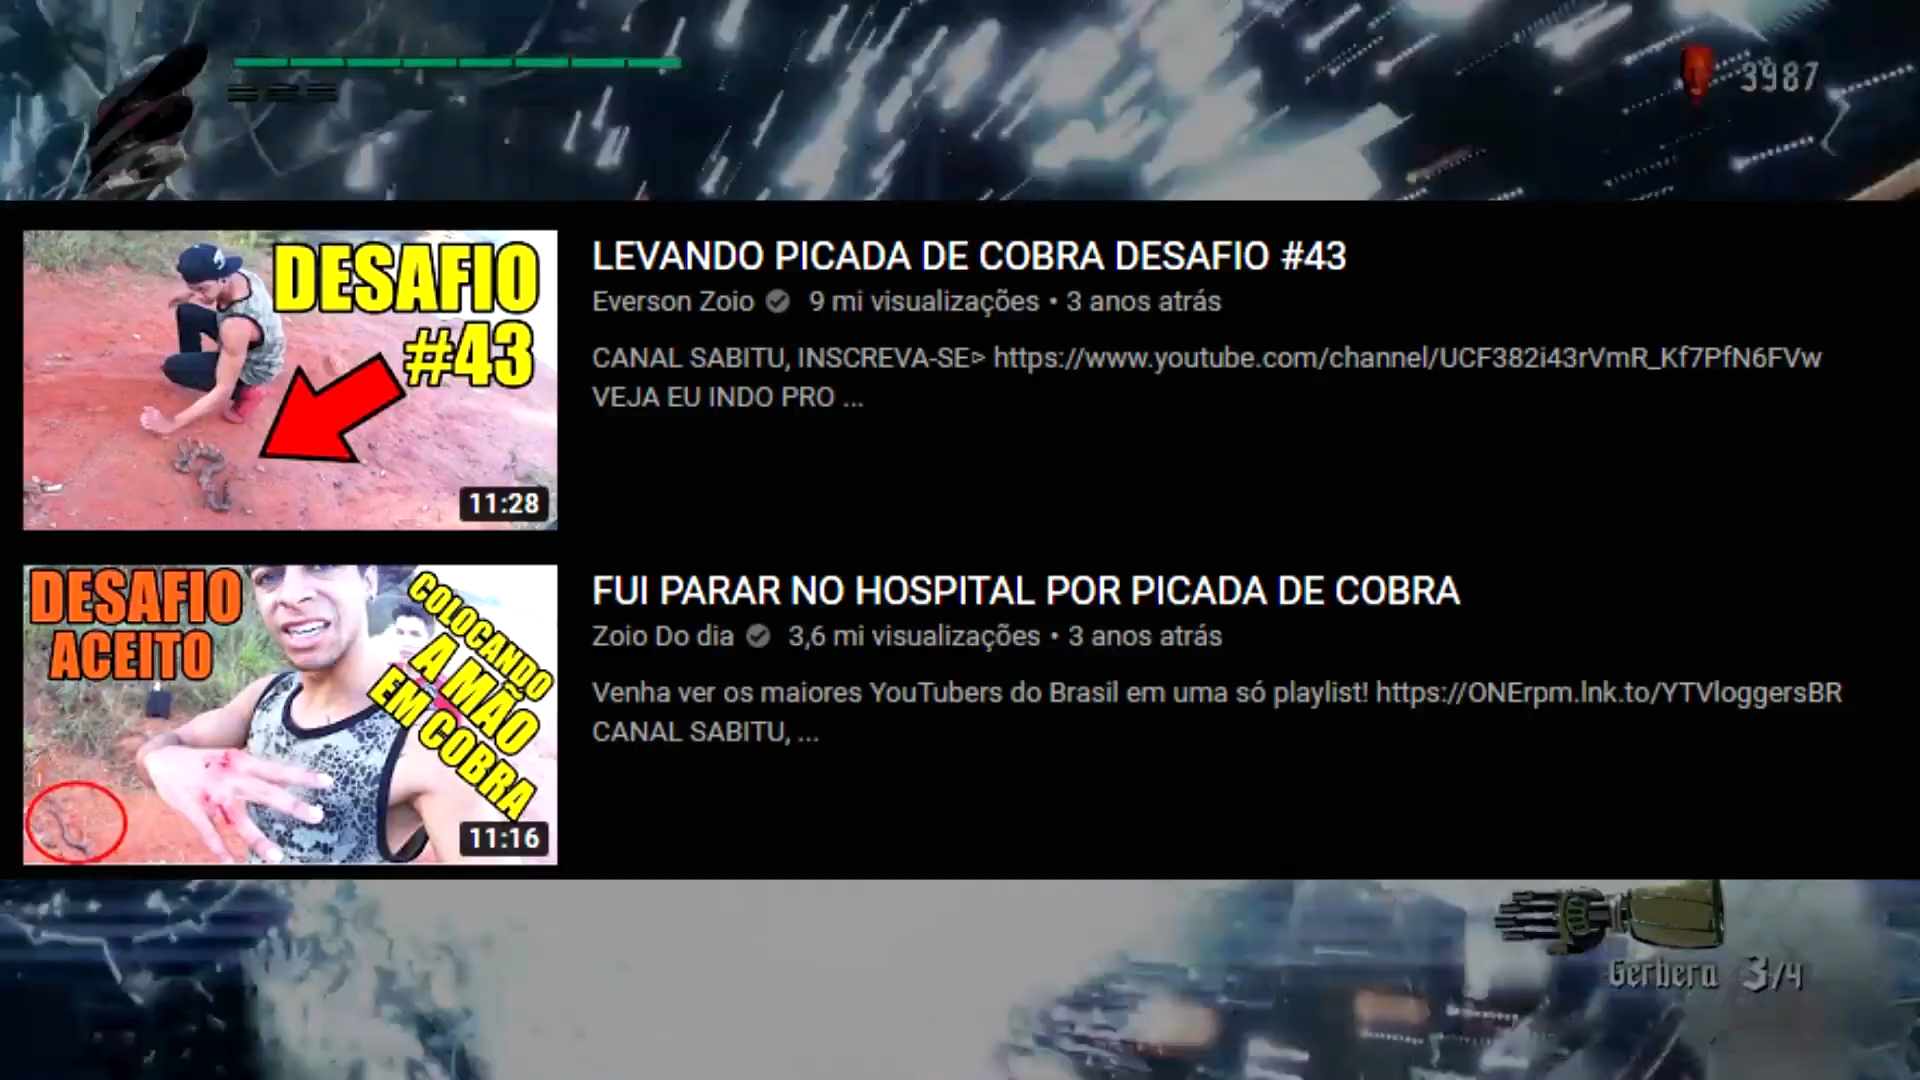 3987
DESAFIO
#43
11:28
LEVANDO PICADA DE COBRA DESAFIO #43
Everson Zoio 9 mi visualizações • 3 anos atrás
CANAL SABITU, INSCREVA-SE⊳ https://www.youtube.com/channel/UCF382i43rVmR_Kf7PfN6FVw
VEJA EU INDO PRO ...
DESAFIO
ACEITO
COLOCANDO
A MÃO
EM COBRA
11:16
FUI PARAR NO HOSPITAL POR PICADA DE COBRA
Zoio Do dia 3,6 mi visualizações • 3 anos atrás
Venha ver os maiores YouTubers do Brasil em uma só playlist! https://ONErpm.lnk.to/YTVloggersBR
CANAL SABITU, ...
Gerbera 3/4